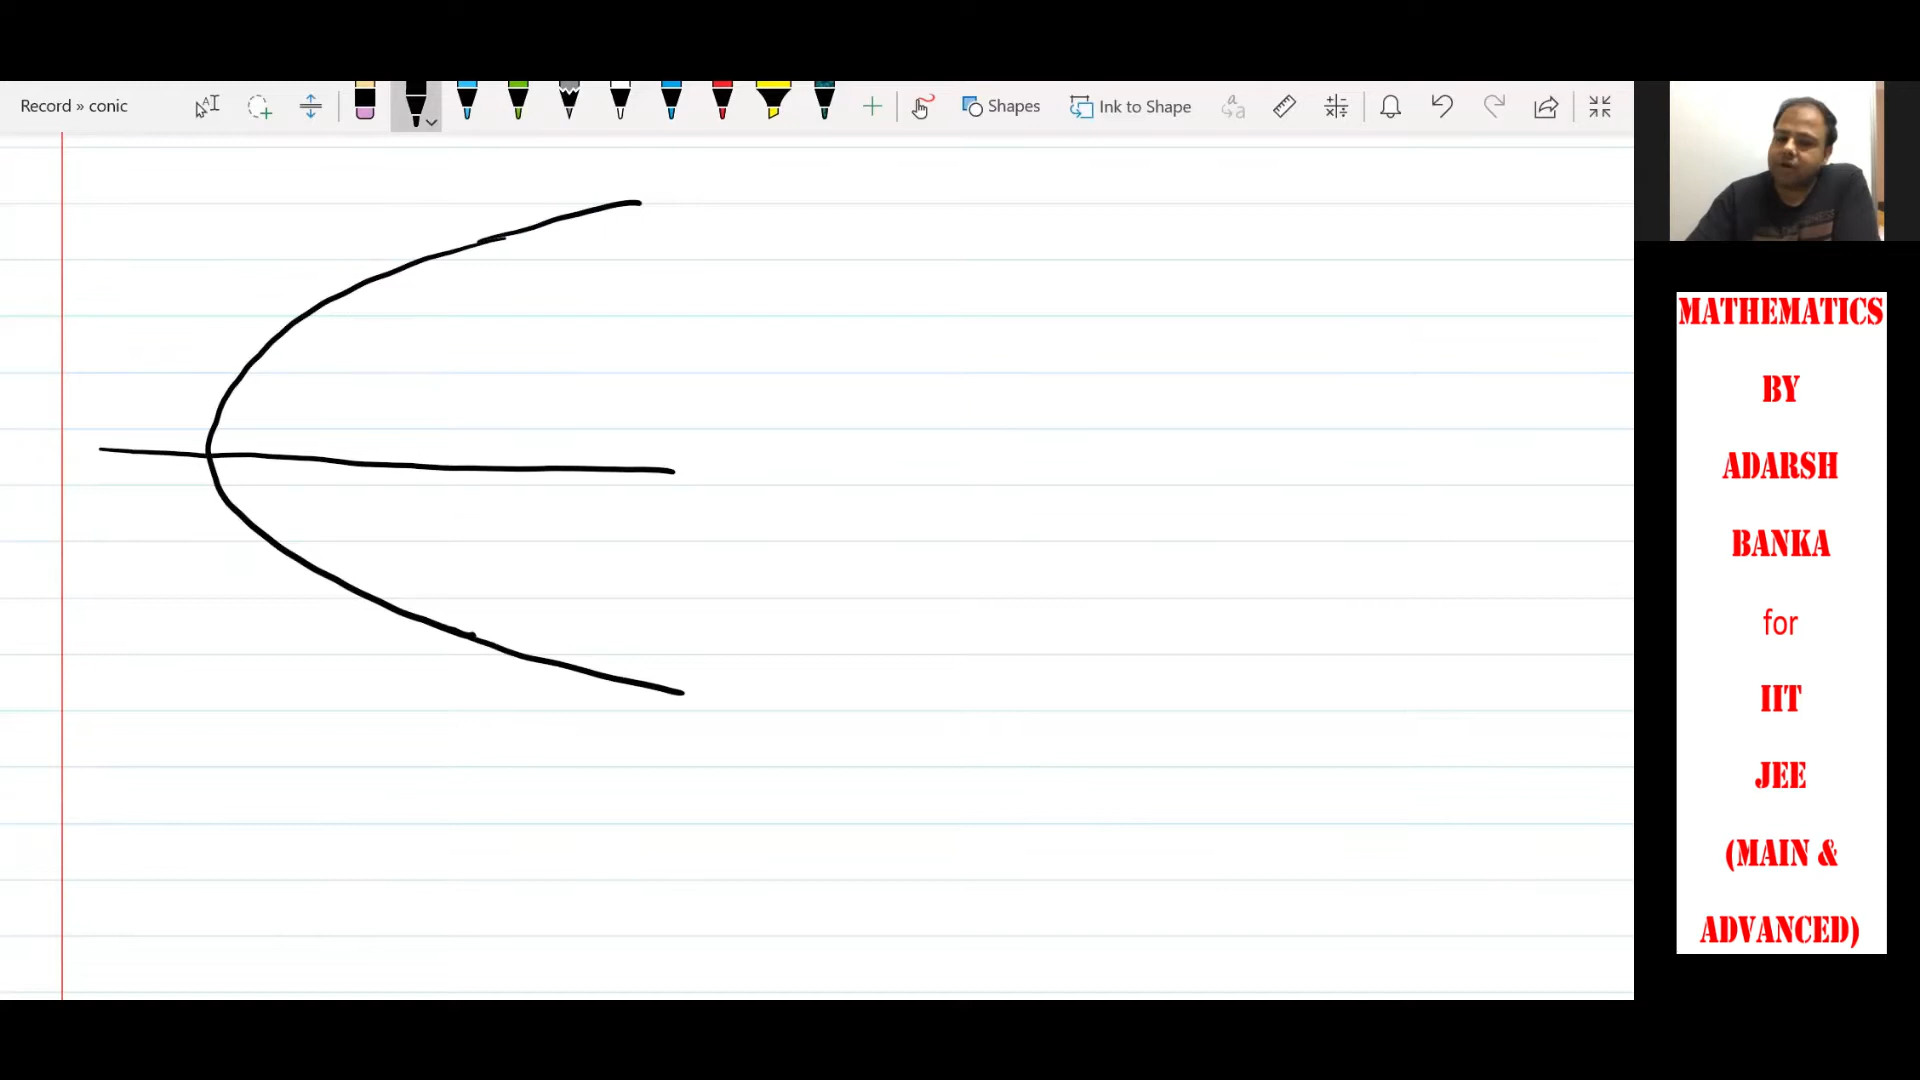 Record » conic
Shapes
Ink to Shape
MATHEMATICS
BY
ADARSH
BANKA
for
IIT
JEE
(MAIN &
ADVANCED)